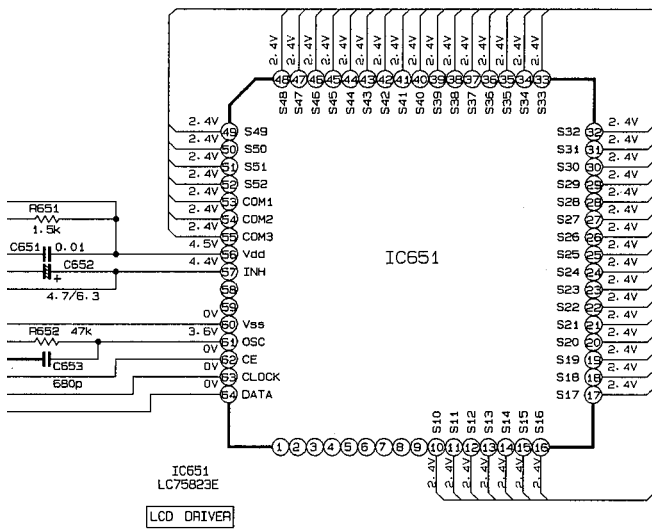 2.4V 2.4V 2.4V 2.4V 2.4V 2.4V 2.4V 2.4V 2.4V 2.4V 2.4V 2.4V 2.4V 2.4V 2.4V 2.4V
48 47 46 45 44 43 42 41 40 39 38 37 36 35 34 33
S48 S47 S46 S45 S44 S43 S42 S41 S40 S39 S38 S37 S36 S35 S34 S33
2.4V 49 S49
2.4V 50 S50
2.4V 51 S51
2.4V 52 S52
2.4V 53 COM1
2.4V 54 COM2
2.4V 55 COM3
4.5V 56 Vdd
4.4V 57 INH
58
59
0V 60 Vss
3.6V 61 OSC
0V 62 CE
0V 63 CLOCK
0V 64 DATA
R651
1.5k
C651 0.01
C652
+
4.7/6.3
R652 47k
C653
680p
IC651
S32 32 2.4V
S31 31 2.4V
S30 30 2.4V
S29 29 2.4V
S28 28 2.4V
S27 27 2.4V
S26 26 2.4V
S25 25 2.4V
S24 24 2.4V
S23 23 2.4V
S22 22 2.4V
S21 21 2.4V
S20 20 2.4V
S19 19 2.4V
S18 18 2.4V
S17 17 2.4V
S10 S11 S12 S13 S14 S15 S16
1 2 3 4 5 6 7 8 9 10 11 12 13 14 15 16
2.4V 2.4V 2.4V 2.4V 2.4V 2.4V 2.4V
IC651
LC75823E
LCD DRIVER